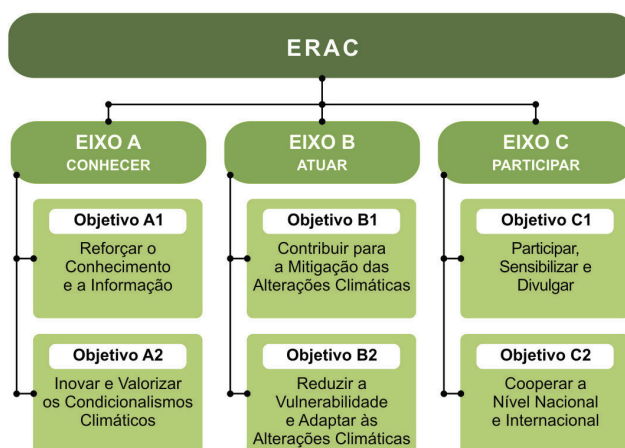 ERAC
EIXO A
CONHECER
EIXO B
ATUAR
EIXO C
PARTICIPAR
Objetivo A1
Reforçar o
Conhecimento
e a Informação
Objetivo B1
Contribuir para
a Mitigação das
Alterações Climáticas
Objetivo C1
Participar,
Sensibilizar e
Divulgar
Objetivo A2
Inovar e Valorizar
os Condicionalismos
Climáticos
Objetivo B2
Reduzir a
Vulnerabilidade
e Adaptar às
Alterações Climáticas
Objetivo C2
Cooperar a
Nível Nacional
e Internacional